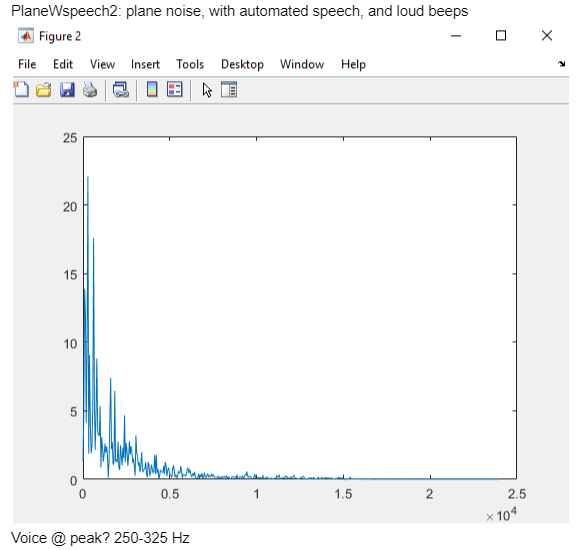 PlaneWspeech2: plane noise, with automated speech, and loud beeps
Figure 2
File Edit View Insert Tools Desktop Window Help
25
20
15
10
5
0
0 0.5 1 1.5 2 2.5
×10⁴
Voice @ peak? 250-325 Hz